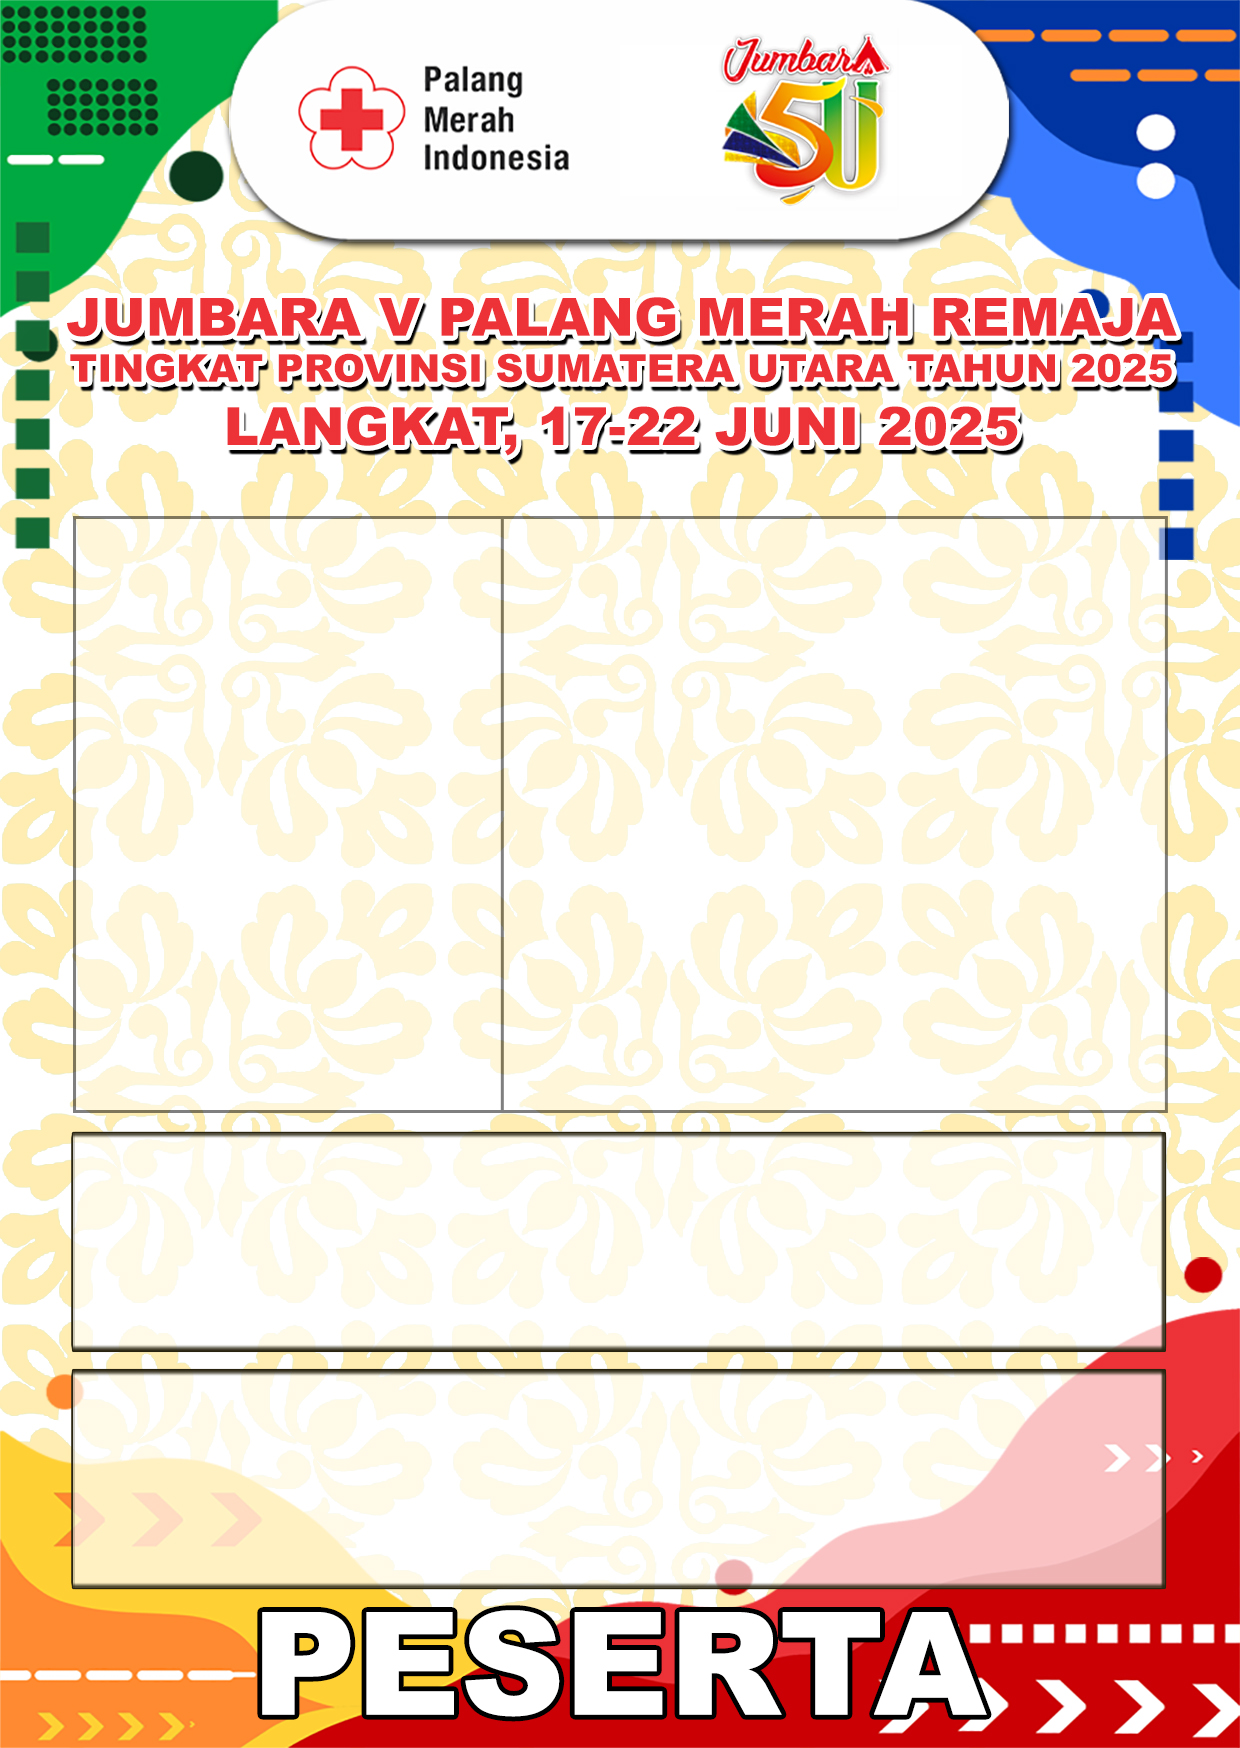 Palang
Merah
Indonesia
Jumbara
5U
JUMBARA V PALANG MERAH REMAJA
TINGKAT PROVINSI SUMATERA UTARA TAHUN 2025
LANGKAT, 17-22 JUNI 2025
PESERTA